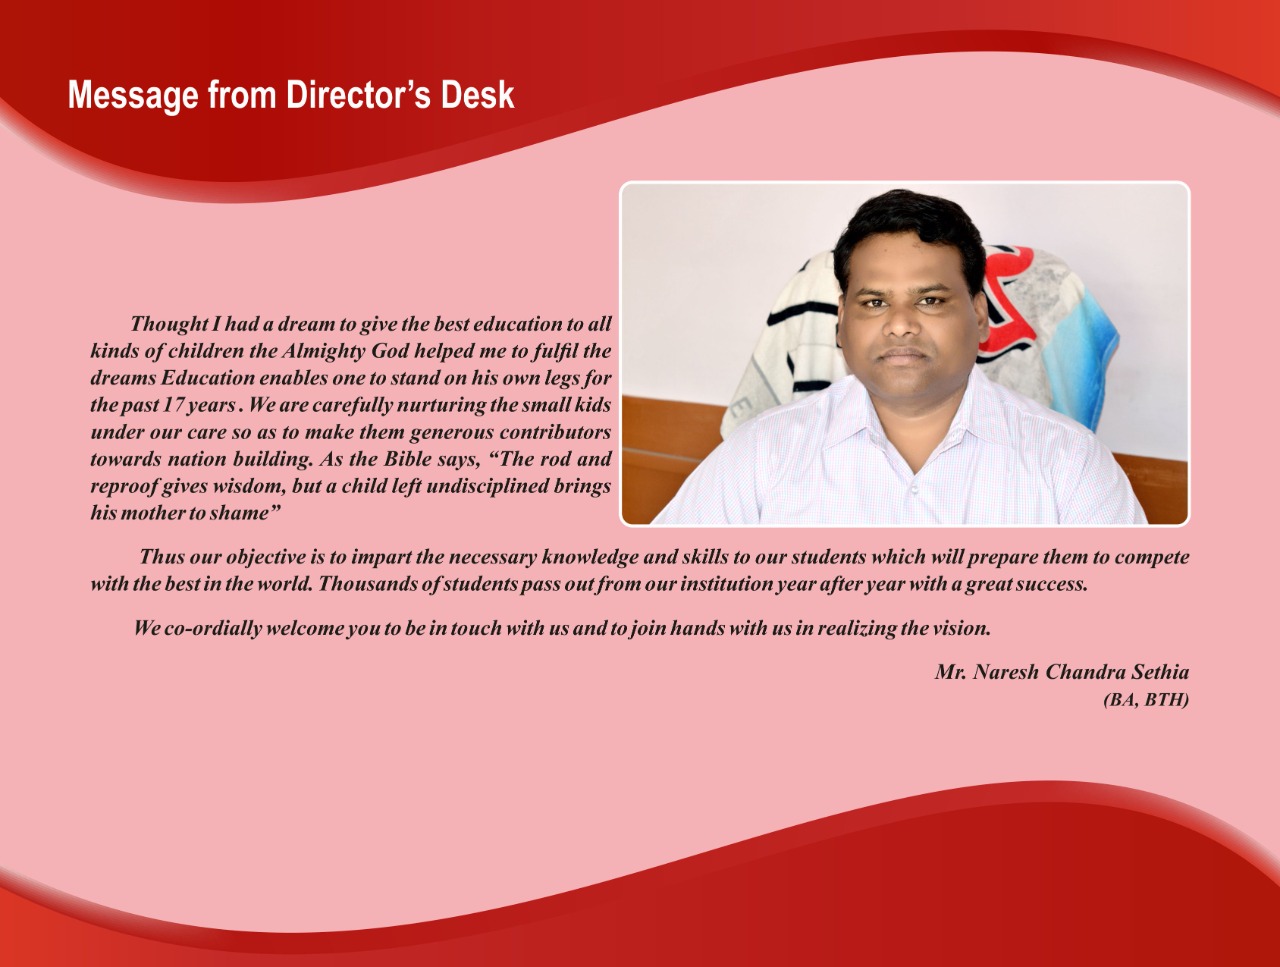 Message from Director’s Desk
Thought I had a dream to give the best education to all
kinds of children the Almighty God helped me to fulfil the
dreams Education enables one to stand on his own legs for
the past 17 years . We are carefully nurturing the small kids
under our care so as to make them generous contributors
towards nation building. As the Bible says, “The rod and
reproof gives wisdom, but a child left undisciplined brings
his mother to shame”
Thus our objective is to impart the necessary knowledge and skills to our students which will prepare them to compete
with the best in the world. Thousands of students pass out from our institution year after year with a great success.
We co-ordially welcome you to be in touch with us and to join hands with us in realizing the vision.
Mr. Naresh Chandra Sethia
(BA, BTH)